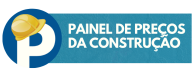 P
PAINEL DE PREÇOS
DA CONSTRUÇÃO